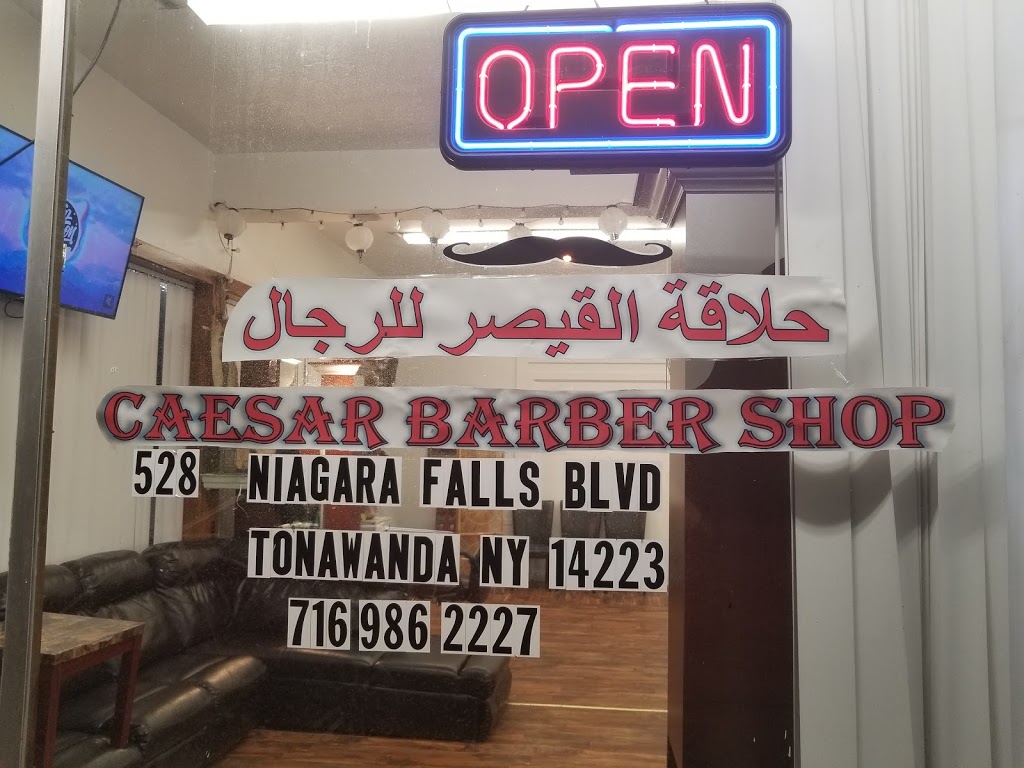 OPEN
حلاقة القيصر للرجال
CAESAR BARBER SHOP
528 NIAGARA FALLS BLVD
TONAWANDA NY 14223
716 986 2227